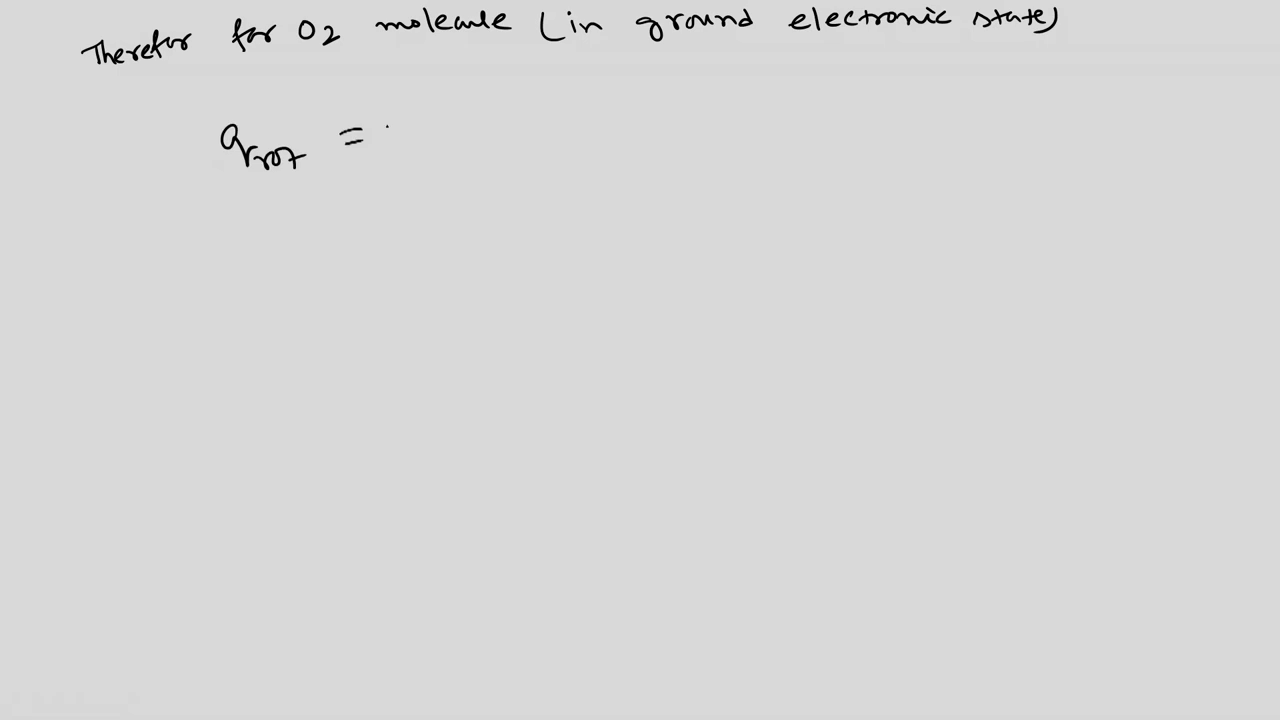 Therefor for O2 molecule (in ground electronic state)
qrot =